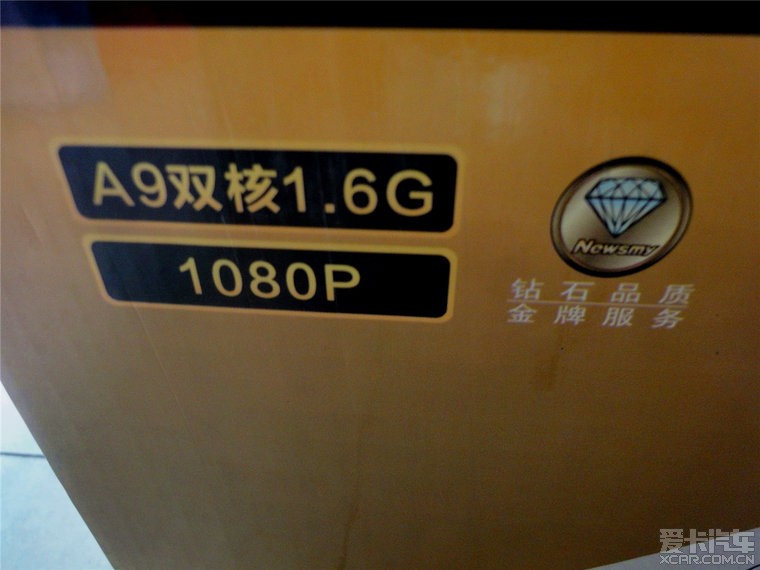 A9双核1.6G
1080P
Newsmy
钻石品质
金牌服务
爱卡汽车
XCAR.COM.CN